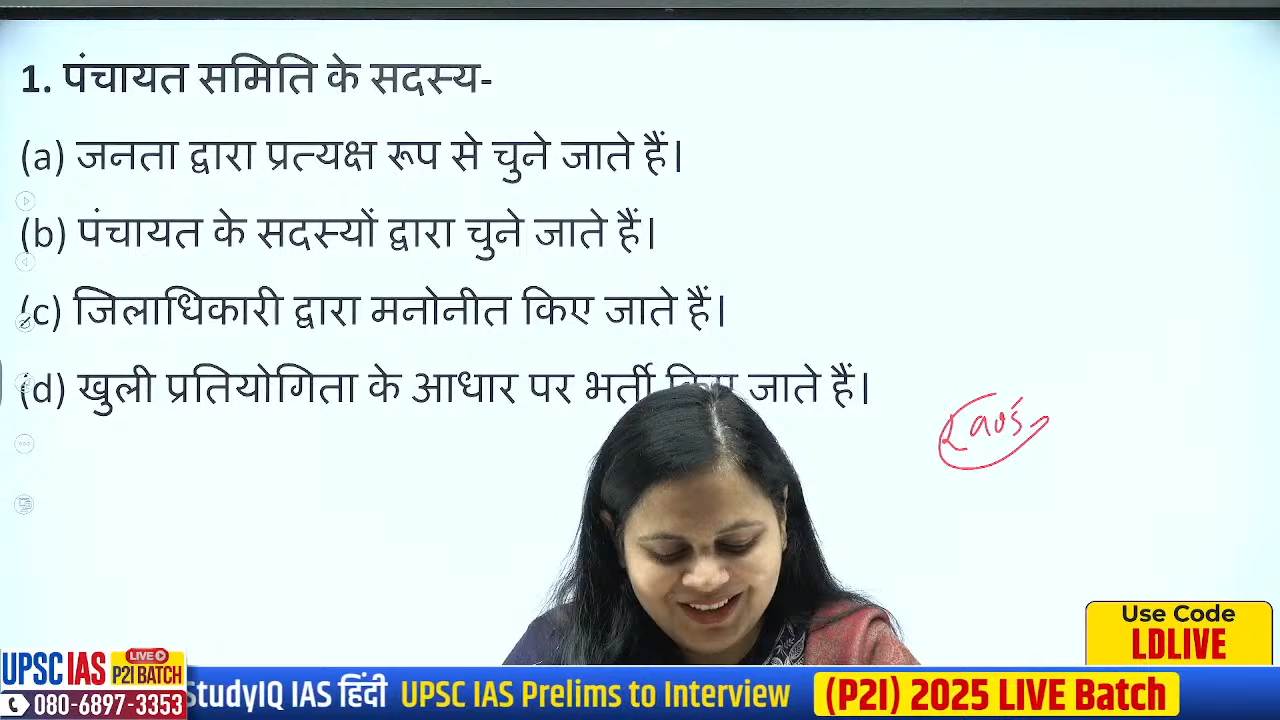 1. पंचायत समिति के सदस्य-
(a) जनता द्वारा प्रत्यक्ष रूप से चुने जाते हैं।
(b) पंचायत के सदस्यों द्वारा चुने जाते हैं।
(c) जिलाधिकारी द्वारा मनोनीत किए जाते हैं।
(d) खुली प्रतियोगिता के आधार पर भर्ती किए जाते हैं।
Use Code
LDLIVE
UPSC IAS LIVE P2I BATCH
080-6897-3353
StudyIQ IAS हिंदी UPSC IAS Prelims to Interview (P2I) 2025 LIVE Batch